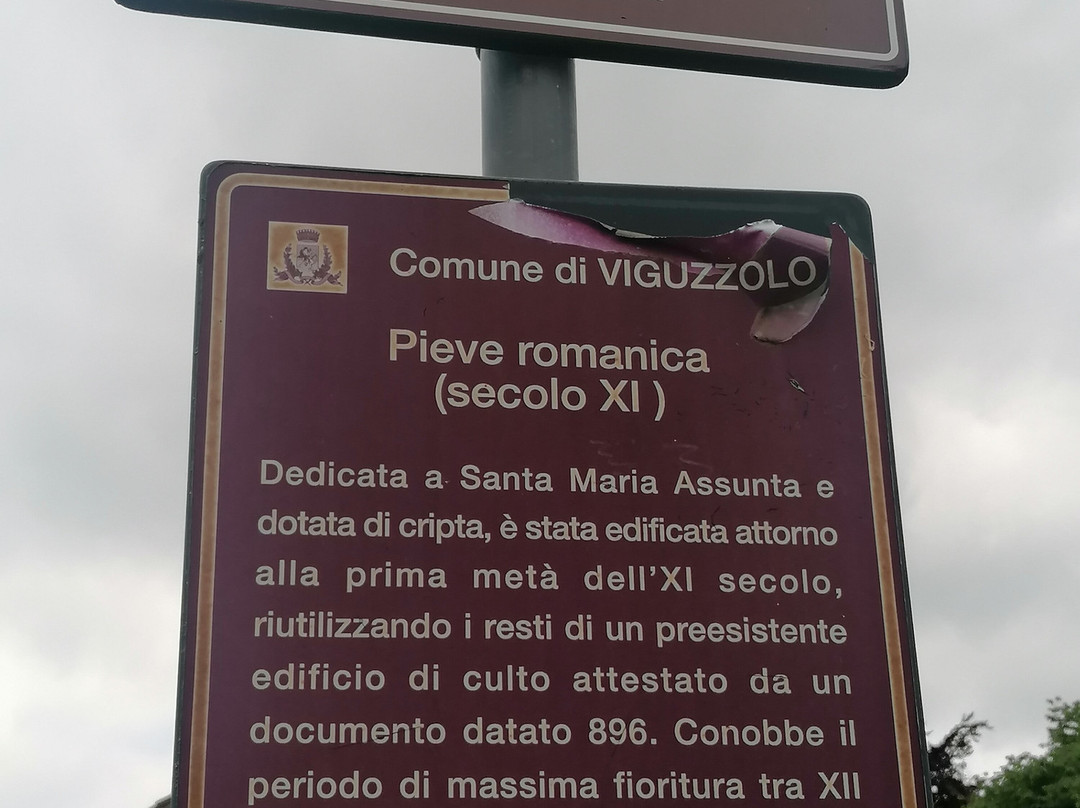 Comune di VIGUZZOLO
Pieve romanica
(secolo XI )
Dedicata a Santa Maria Assunta e
dotata di cripta, è stata edificata attorno
alla prima metà dell'XI secolo,
riutilizzando i resti di un preesistente
edificio di culto attestato da un
documento datato 896. Conobbe il
periodo di massima fioritura tra XII